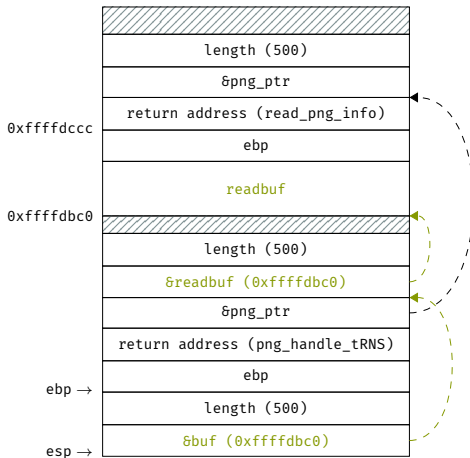 length (500)
&png_ptr
return address (read_png_info)
0xffffdccc
ebp
readbuf
0xffffdbc0
length (500)
&readbuf (0xffffdbc0)
&png_ptr
return address (png_handle_tRNS)
ebp
ebp →
length (500)
&buf (0xffffdbc0)
esp →